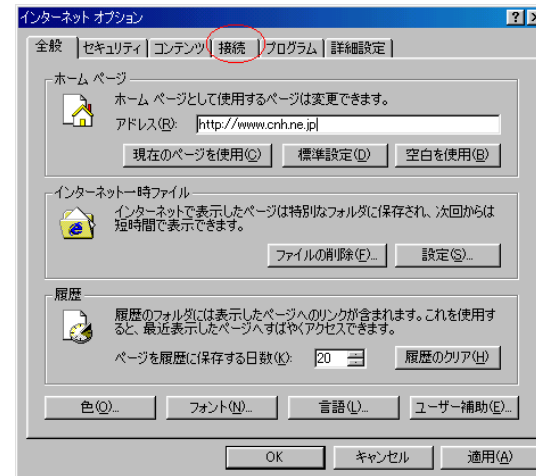 インターネット オプション
全般 セキュリティ コンテンツ 接続 プログラム 詳細設定
ホーム ページ
ホーム ページとして使用するページは変更できます。
アドレス(R): http://www.cnh.ne.jp
現在のページを使用(C) 標準設定(D) 空白を使用(B)
インターネット一時ファイル
インターネットで表示したページは特別なフォルダに保存され、次回からは
短時間で表示できます。
ファイルの削除(F)... 設定(S)...
履歴
履歴のフォルダには表示したページへのリンクが含まれます。これを使用す
ると、最近表示したページへすばやくアクセスできます。
ページを履歴に保存する日数(K): 20 履歴のクリア(H)
色(O)... フォント(N)... 言語(L)... ユーザー補助(E)...
OK キャンセル 適用(A)